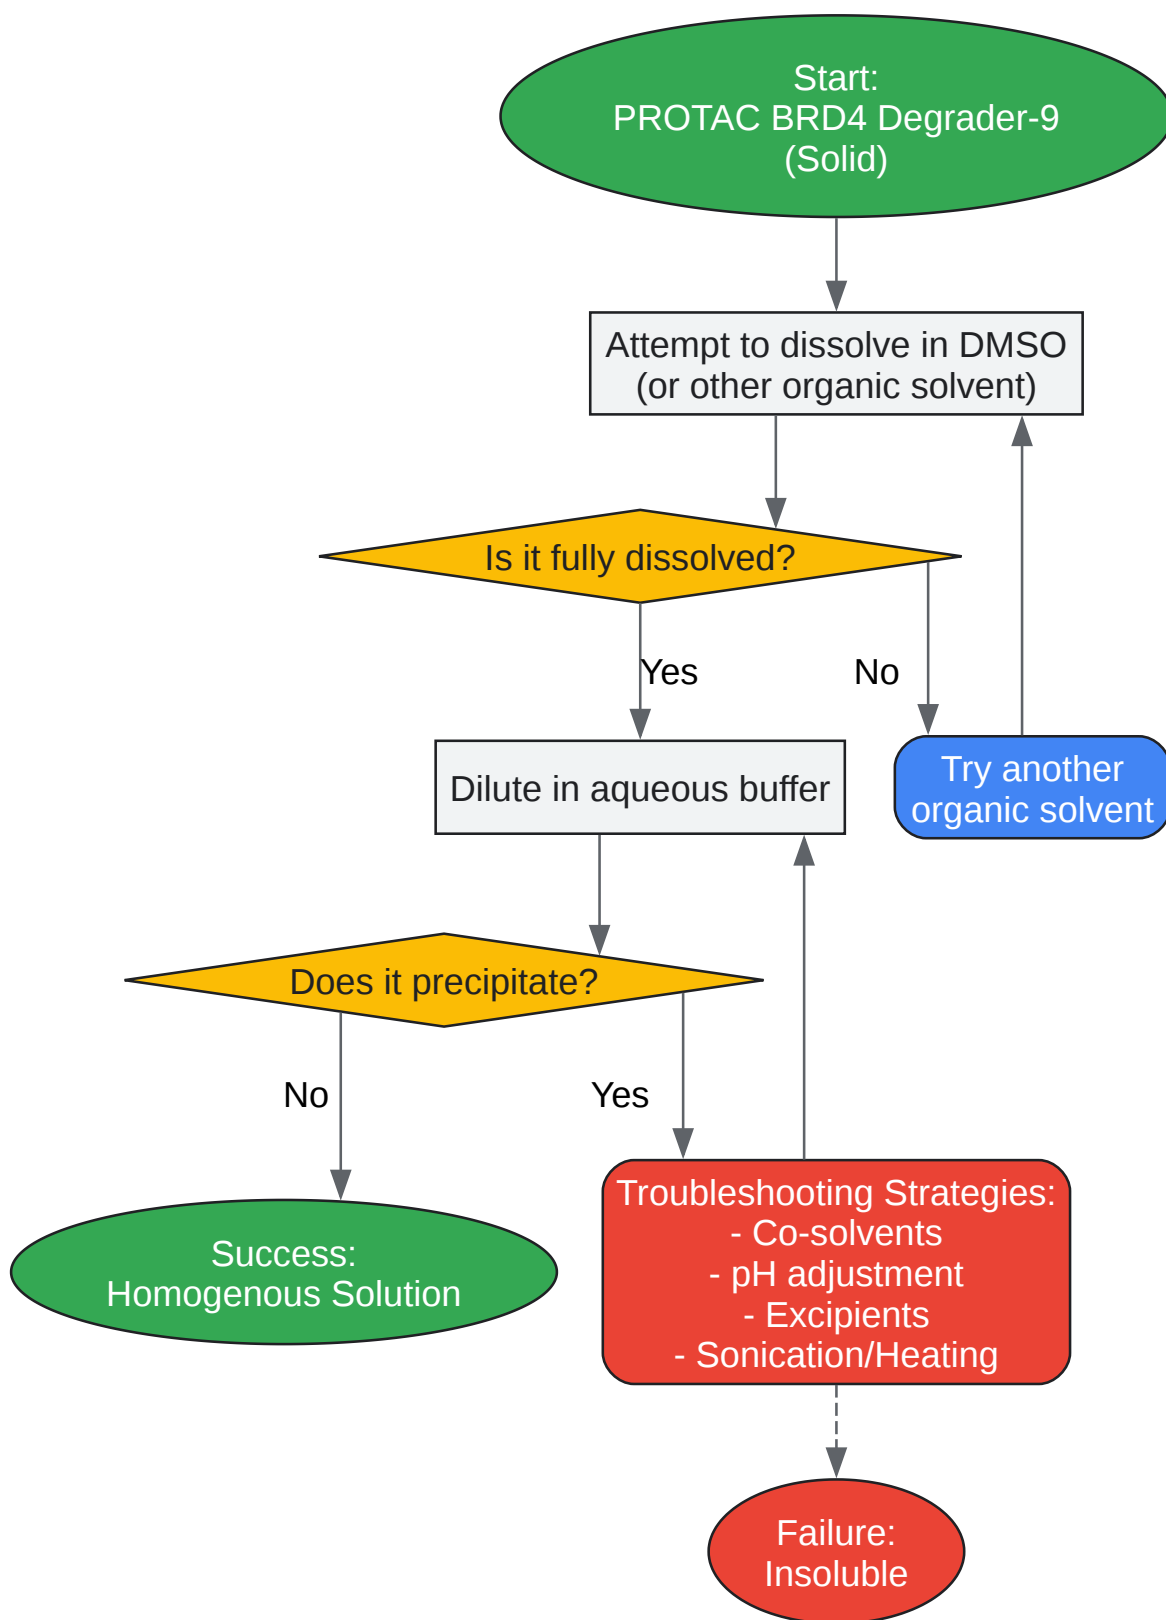 Start:
PROTAC BRD4 Degrader-9
(Solid)
Attempt to dissolve in DMSO
(or other organic solvent)
Is it fully dissolved?
Yes
No
Dilute in aqueous buffer
Try another
organic solvent
Does it precipitate?
No
Yes
Troubleshooting Strategies:
- Co-solvents
- pH adjustment
- Excipients
- Sonication/Heating
Success:
Homogenous Solution
Failure:
Insoluble